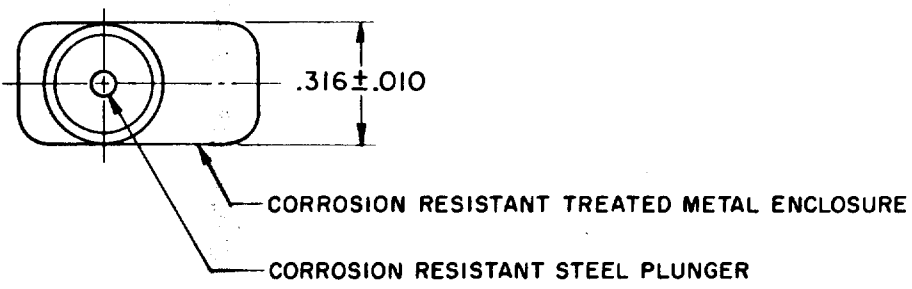 .316±.010
CORROSION RESISTANT TREATED METAL ENCLOSURE
CORROSION RESISTANT STEEL PLUNGER